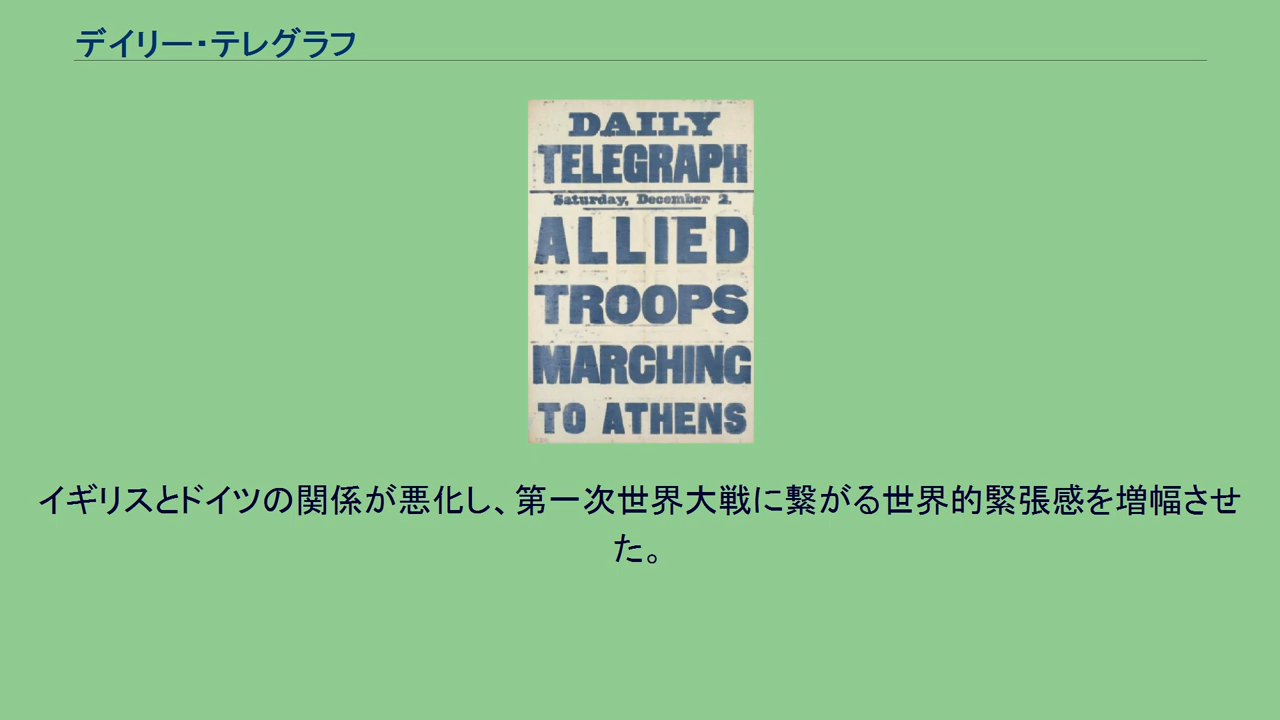 デイリー・テレグラフ
DAILY
TELEGRAPH
Saturday, December 2.
ALLIED
TROOPS
MARCHING
TO ATHENS
イギリスとドイツの関係が悪化し、第一次世界大戦に繋がる世界的緊張感を増幅させ
た。